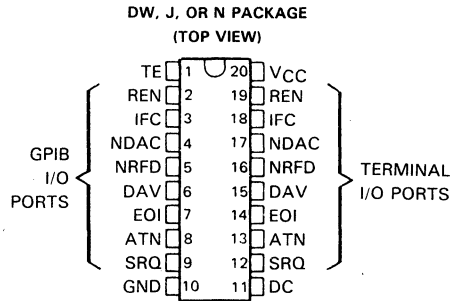 DW, J, OR N PACKAGE
(TOP VIEW)
TE 1 20 VCC
REN 2 19 REN
IFC 3 18 IFC
NDAC 4 17 NDAC
NRFD 5 16 NRFD
DAV 6 15 DAV
EOI 7 14 EOI
ATN 8 13 ATN
SRQ 9 12 SRQ
GND 10 11 DC
GPIB
I/O
PORTS
TERMINAL
I/O PORTS